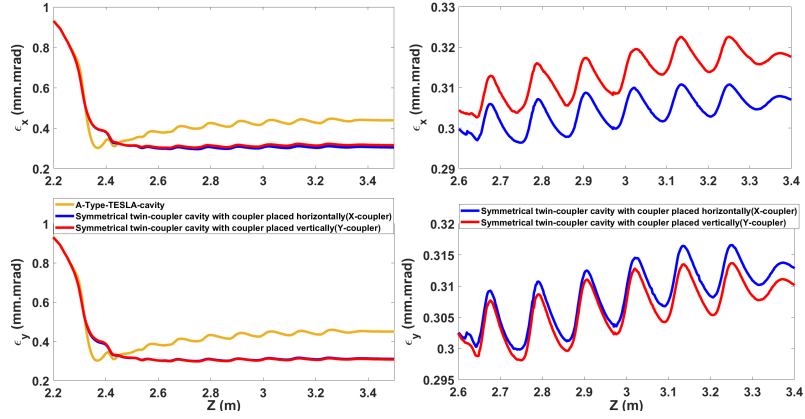 1
0.8
0.6
0.4
0.2
ϵx (mm.mrad)
2.2 2.4 2.6 2.8 3 3.2 3.4
0.33
0.32
0.31
0.3
0.29
ϵx (mm.mrad)
2.6 2.7 2.8 2.9 3 3.1 3.2 3.3 3.4
A-Type-TESLA-cavity
Symmetrical twin-coupler cavity with coupler placed horizontally(X-coupler)
Symmetrical twin-coupler cavity with coupler placed vertically(Y-coupler)
1
0.8
0.6
0.4
0.2
ϵy (mm.mrad)
2.2 2.4 2.6 2.8 3 3.2 3.4
Z (m)
Symmetrical twin-coupler cavity with coupler placed horizontally(X-coupler)
Symmetrical twin-coupler cavity with coupler placed vertically(Y-coupler)
0.32
0.315
0.31
0.305
0.3
0.295
ϵy (mm.mrad)
2.6 2.7 2.8 2.9 3 3.1 3.2 3.3 3.4
Z (m)